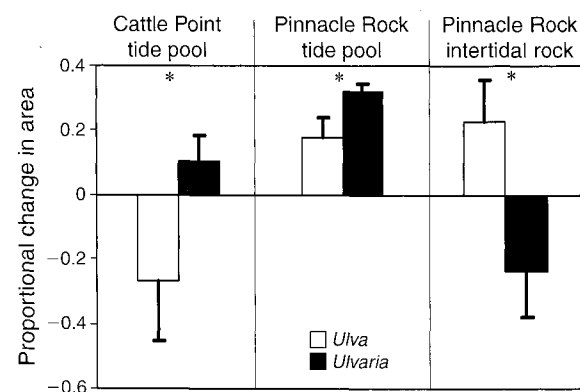 Cattle Point
tide pool
Pinnacle Rock
tide pool
Pinnacle Rock
intertidal rock
Proportional change in area
0.4
0.2
0
−0.2
−0.4
−0.6
*
*
*
Ulva
Ulvaria